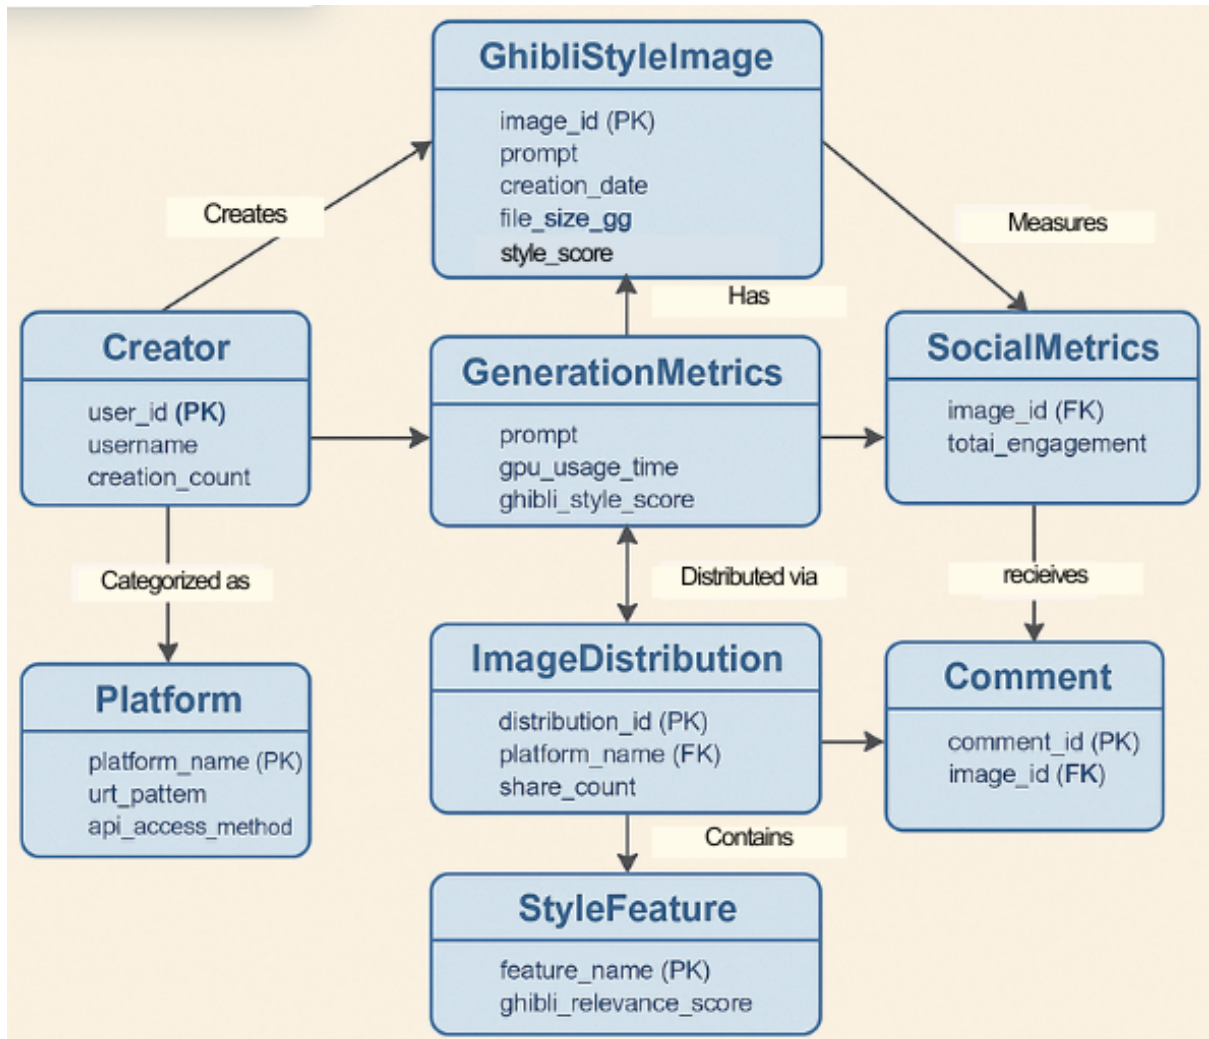 GhibliStyleImage
image_id (PK)
prompt
creation_date
file_size_gg
style_score
Creates
Measures
Has
Creator
user_id (PK)
username
creation_count
GenerationMetrics
prompt
gpu_usage_time
ghibli_style_score
SocialMetrics
image_id (FK)
totai_engagement
Categorized as
Distributed via
recieives
Platform
platform_name (PK)
urt_pattem
api_access_method
ImageDistribution
distribution_id (PK)
platform_name (FK)
share_count
Comment
comment_id (PK)
image_id (FK)
Contains
StyleFeature
feature_name (PK)
ghibli_relevance_score